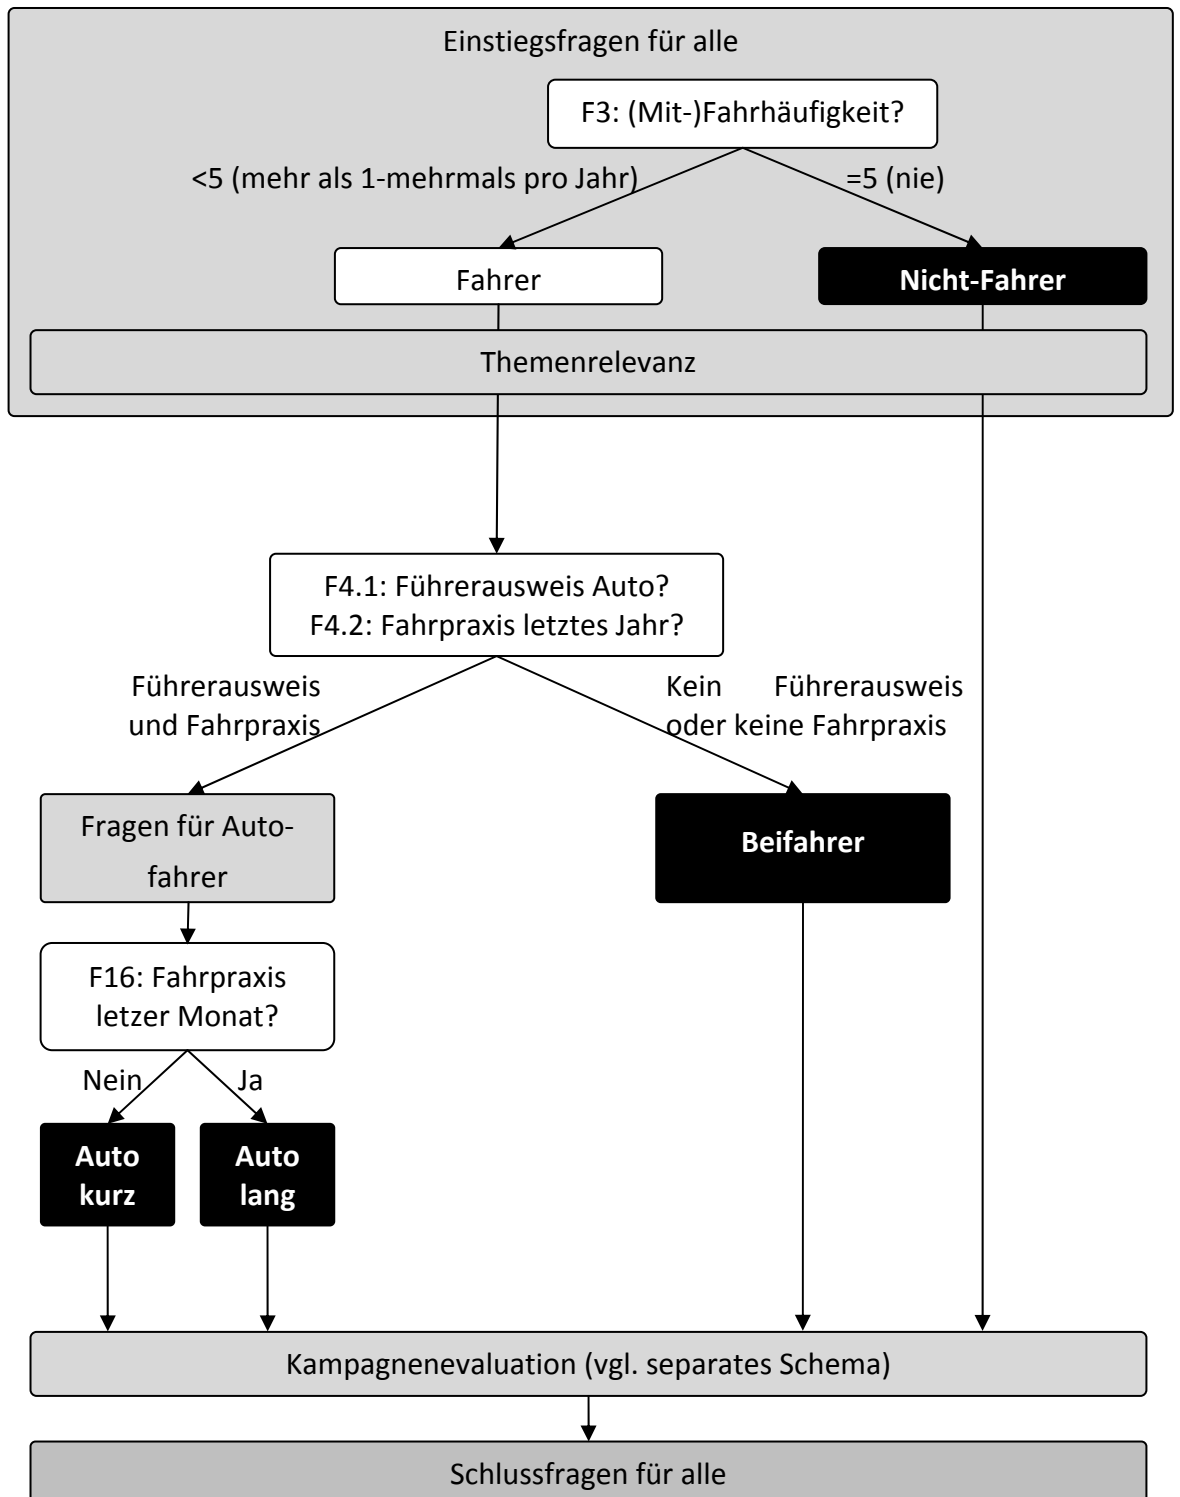 Einstiegsfragen für alle
F3: (Mit-)Fahrhäufigkeit?
<5 (mehr als 1-mehrmals pro Jahr)
=5 (nie)
Fahrer
Nicht-Fahrer
Themenrelevanz
F4.1: Führerausweis Auto?
F4.2: Fahrpraxis letztes Jahr?
Führerausweis
und Fahrpraxis
Kein Führerausweis
oder keine Fahrpraxis
Fragen für Auto-
fahrer
Beifahrer
F16: Fahrpraxis
letzer Monat?
Nein
Ja
Auto
kurz
Auto
lang
Kampagnenevaluation (vgl. separates Schema)
Schlussfragen für alle